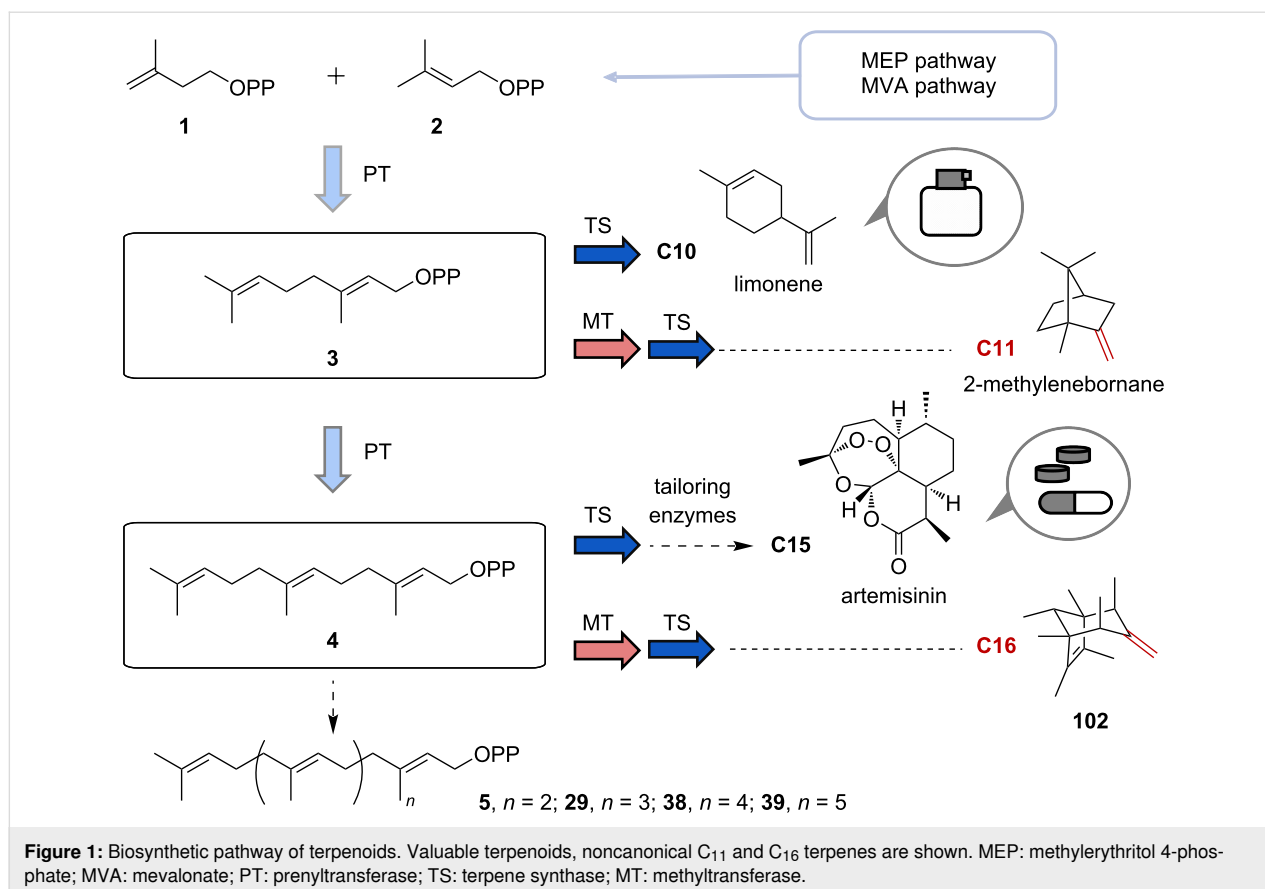 OPP
+
OPP
1
2
MEP pathway
MVA pathway
PT
OPP
3
TS
C10
limonene
MT
TS
C11
2-methylenebornane
PT
OPP
4
TS
tailoring
enzymes
C15
H
O
O
O
H
H
O
O
artemisinin
MT
TS
C16
102
OPP
n
5, n = 2; 29, n = 3; 38, n = 4; 39, n = 5
Figure 1: Biosynthetic pathway of terpenoids. Valuable terpenoids, noncanonical C11 and C16 terpenes are shown. MEP: methylerythritol 4-phos-
phate; MVA: mevalonate; PT: prenyltransferase; TS: terpene synthase; MT: methyltransferase.